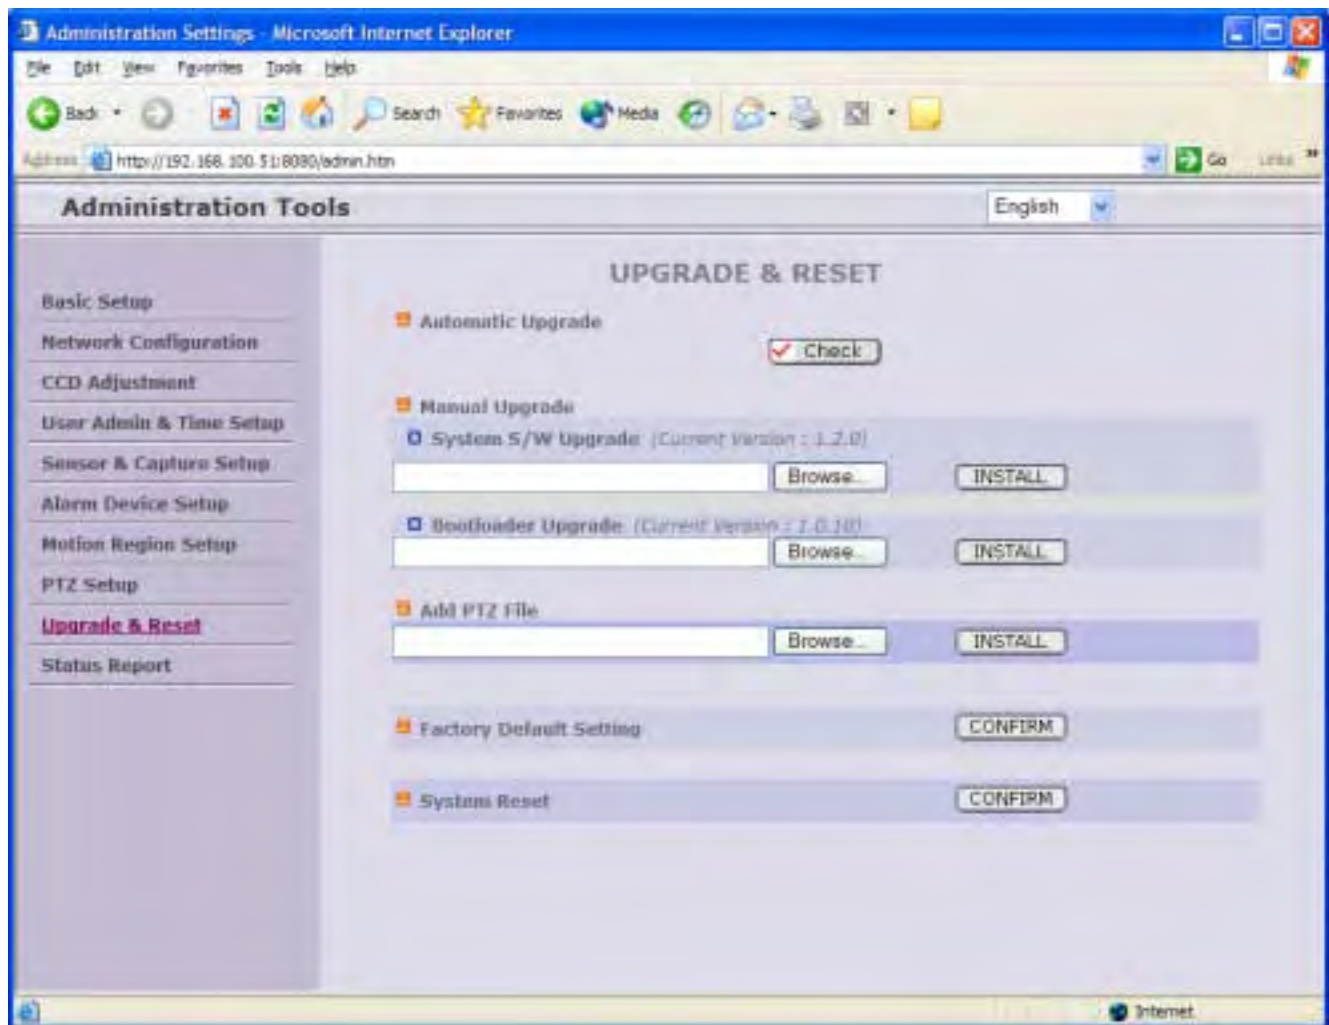 Administration Settings - Microsoft Internet Explorer
File Edit View Favorites Tools Help
Back Search Favorites Media
Address http://192.168.100.51:8080/admin.htm Go Links »
Administration Tools English
UPGRADE & RESET
Basic Setup
Network Configuration
CCD Adjustment
User Admin & Time Setup
Sensor & Capture Setup
Alarm Device Setup
Motion Region Setup
PTZ Setup
Upgrade & Reset
Status Report
Automatic Upgrade
Check
Manual Upgrade
System S/W Upgrade (Current Version : 1.2.0)
Browse... INSTALL
Bootloader Upgrade (Current Version : 1.0.10)
Browse... INSTALL
Add PTZ File
Browse... INSTALL
Factory Default Setting CONFIRM
System Reset CONFIRM
Internet